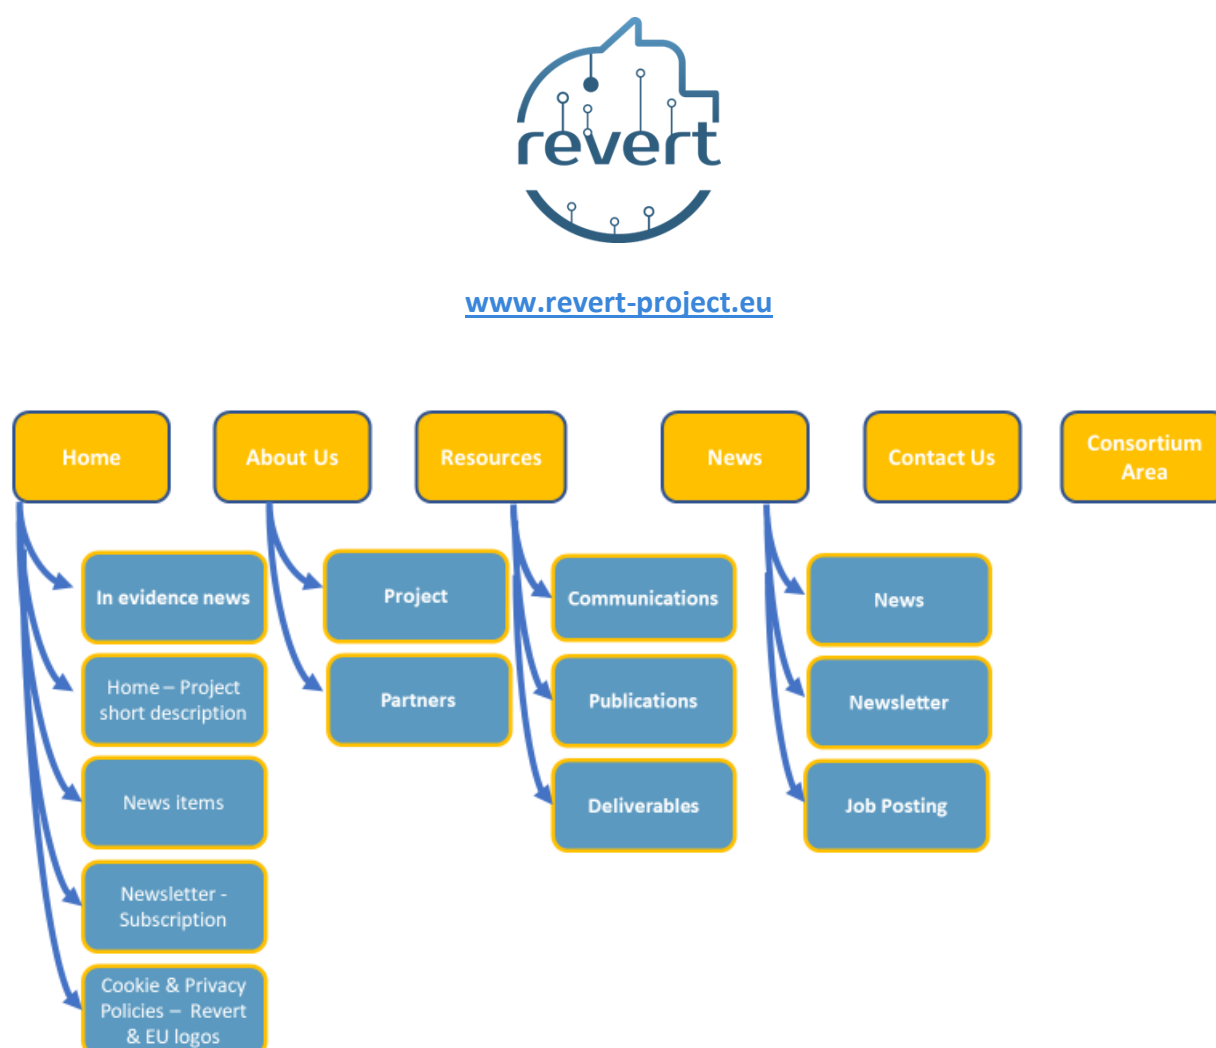 revert
www.revert-project.eu
Home
About Us
Resources
News
Contact Us
Consortium
Area
In evidence news
Home – Project
short description
News items
Newsletter -
Subscription
Cookie & Privacy
Policies – Revert
& EU logos
Project
Partners
Communications
Publications
Deliverables
News
Newsletter
Job Posting